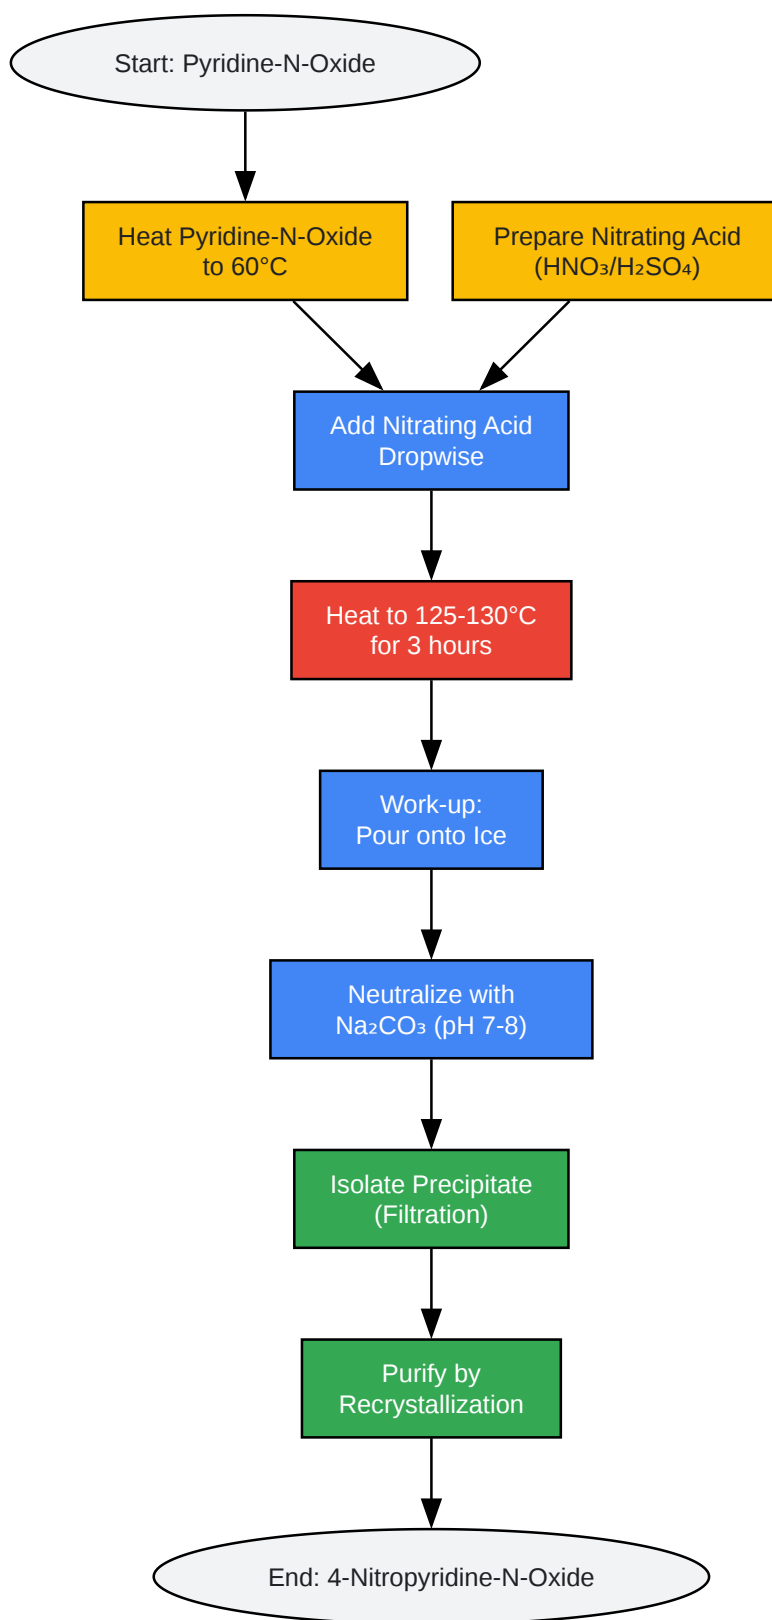 Start: Pyridine-N-Oxide
Heat Pyridine-N-Oxide
to 60°C
Prepare Nitrating Acid
(HNO₃/H₂SO₄)
Add Nitrating Acid
Dropwise
Heat to 125-130°C
for 3 hours
Work-up:
Pour onto Ice
Neutralize with
Na₂CO₃ (pH 7-8)
Isolate Precipitate
(Filtration)
Purify by
Recrystallization
End: 4-Nitropyridine-N-Oxide